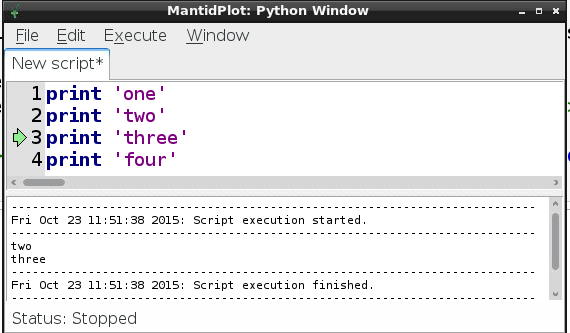 MantidPlot: Python Window
File Edit Execute Window
New script*
1 print 'one'
2 print 'two'
3 print 'three'
4 print 'four'
--------------------------------------------------------------------------------
Fri Oct 23 11:51:38 2015: Script execution started.
--------------------------------------------------------------------------------
two
three
--------------------------------------------------------------------------------
Fri Oct 23 11:51:38 2015: Script execution finished.
--------------------------------------------------------------------------------
Status: Stopped